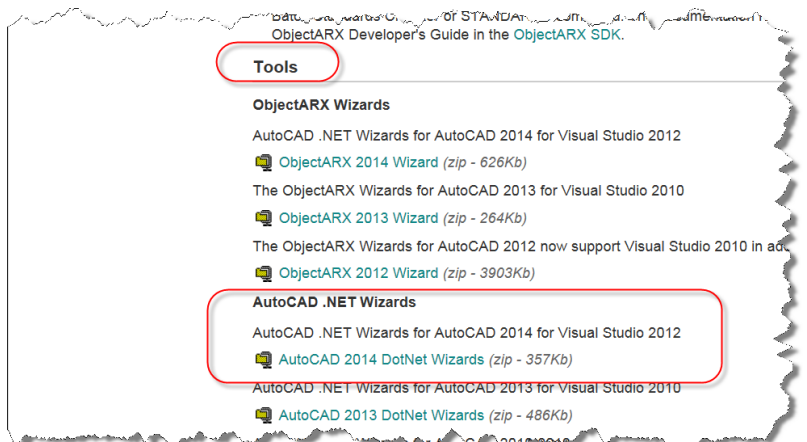 ObjectARX Developer's Guide in the ObjectARX SDK.
Tools
ObjectARX Wizards
AutoCAD .NET Wizards for AutoCAD 2014 for Visual Studio 2012
ObjectARX 2014 Wizard (zip - 626Kb)
The ObjectARX Wizards for AutoCAD 2013 for Visual Studio 2010
ObjectARX 2013 Wizard (zip - 264Kb)
The ObjectARX Wizards for AutoCAD 2012 now support Visual Studio 2010 in
ObjectARX 2012 Wizard (zip - 3903Kb)
AutoCAD .NET Wizards
AutoCAD .NET Wizards for AutoCAD 2014 for Visual Studio 2012
AutoCAD 2014 DotNet Wizards (zip - 357Kb)
AutoCAD .NET Wizards for AutoCAD 2013 for Visual Studio 2010
AutoCAD 2013 DotNet Wizards (zip - 486Kb)